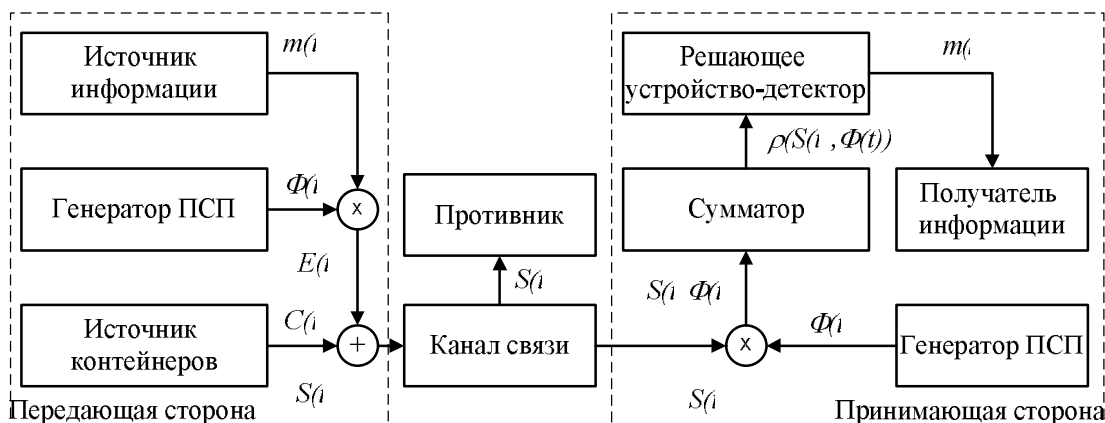 Источник
информации
m(
Решающее
устройство-детектор
m(
ρ(S( , Φ(t))
Генератор ПСП
Φ(
x
Противник
Сумматор
Получатель
информации
E(
S(
S( Φ(
Источник
контейнеров
C(
+
Канал связи
x
Φ(
Генератор ПСП
S(
S(
Передающая сторона
Принимающая сторона